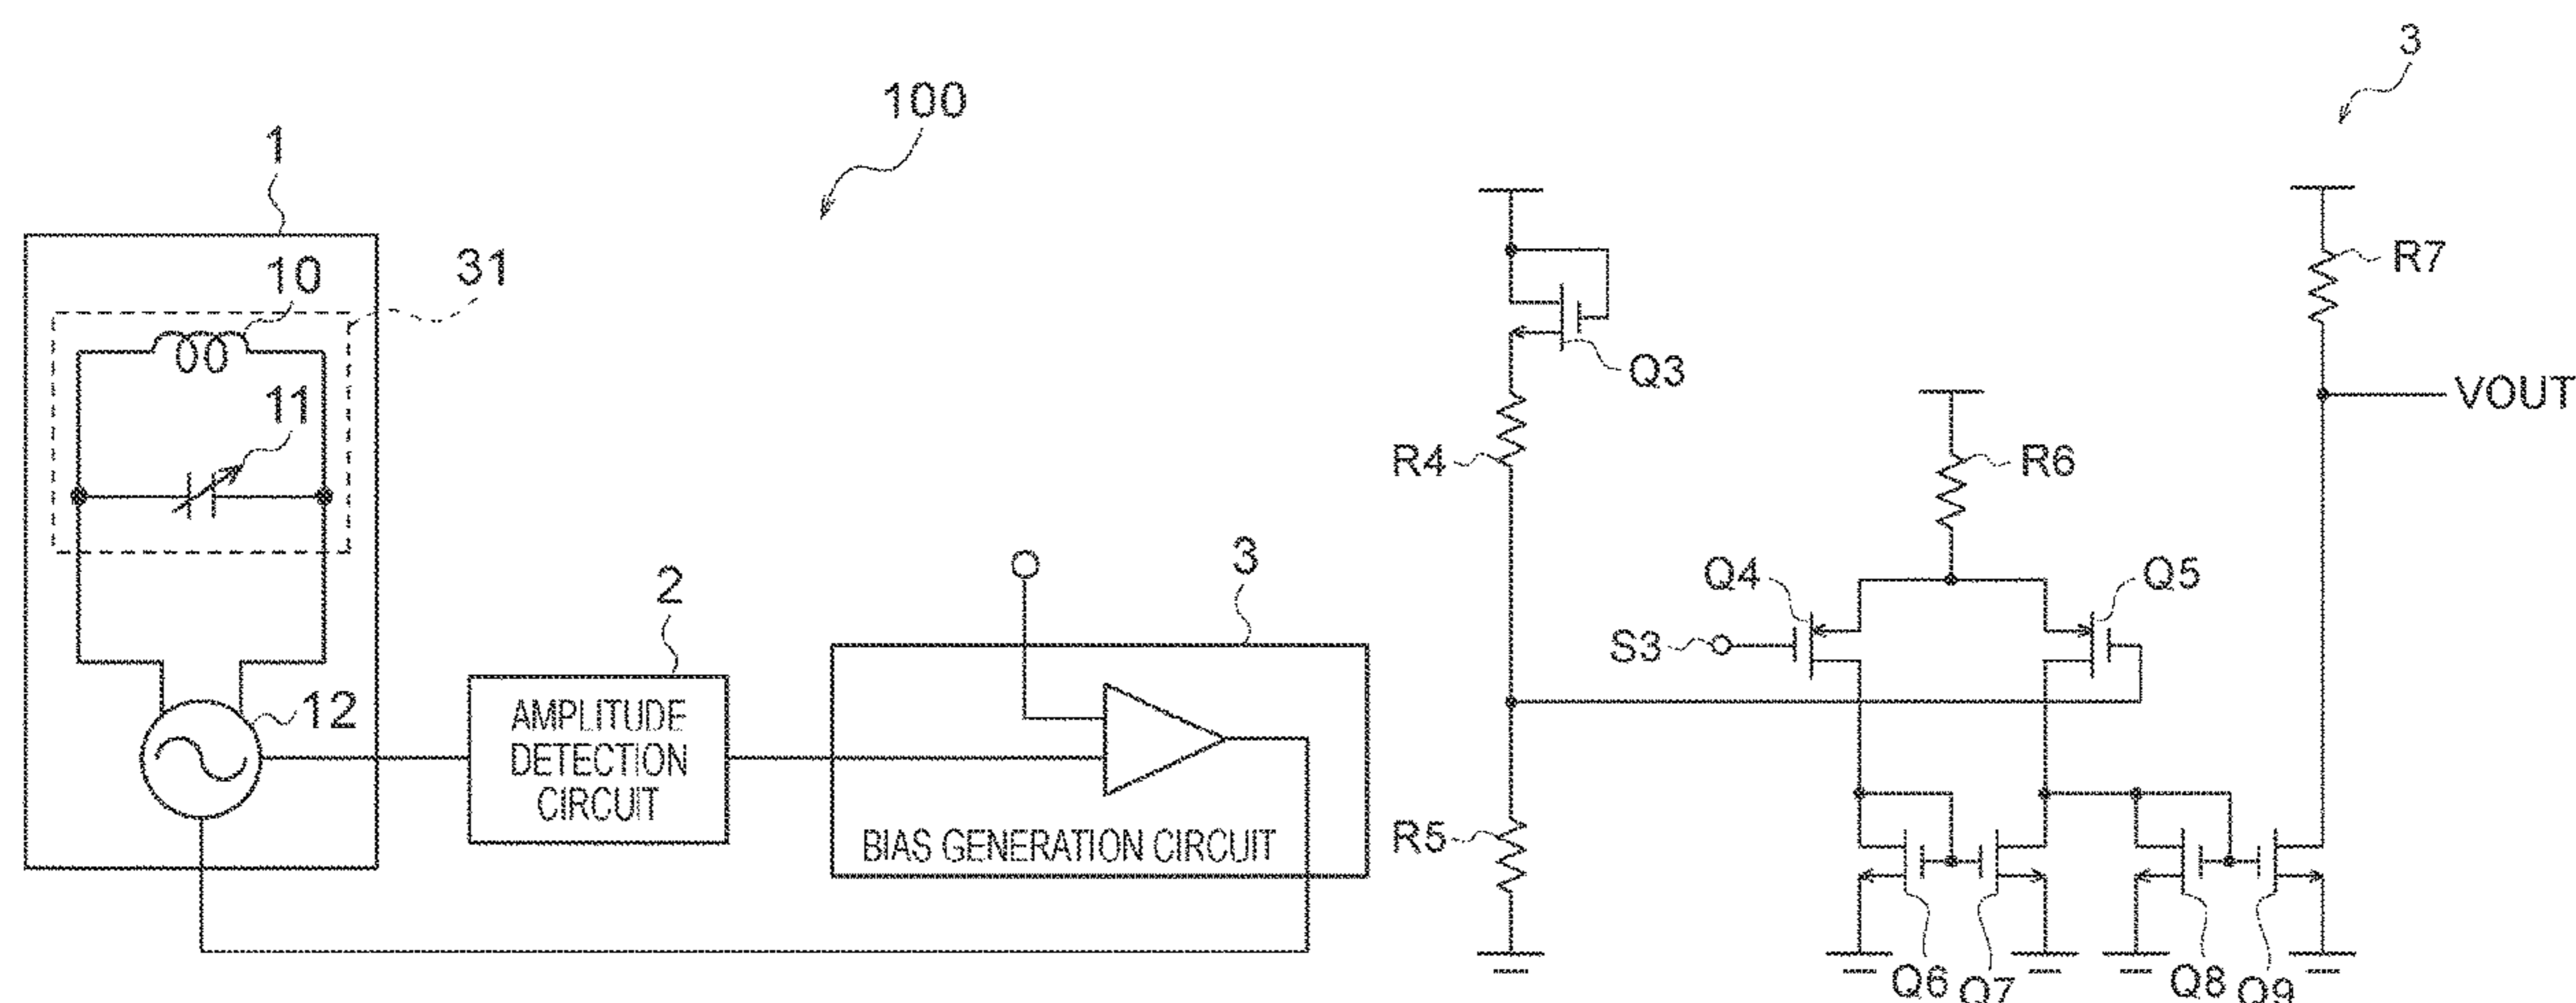 100
1
31
10
11
12
2
AMPLITUDE
DETECTION
CIRCUIT
3
BIAS GENERATION CIRCUIT
3
R7
Q3
VOUT
R4
R6
Q4
Q5
S3
R5
Q6
Q7
Q8
Q9